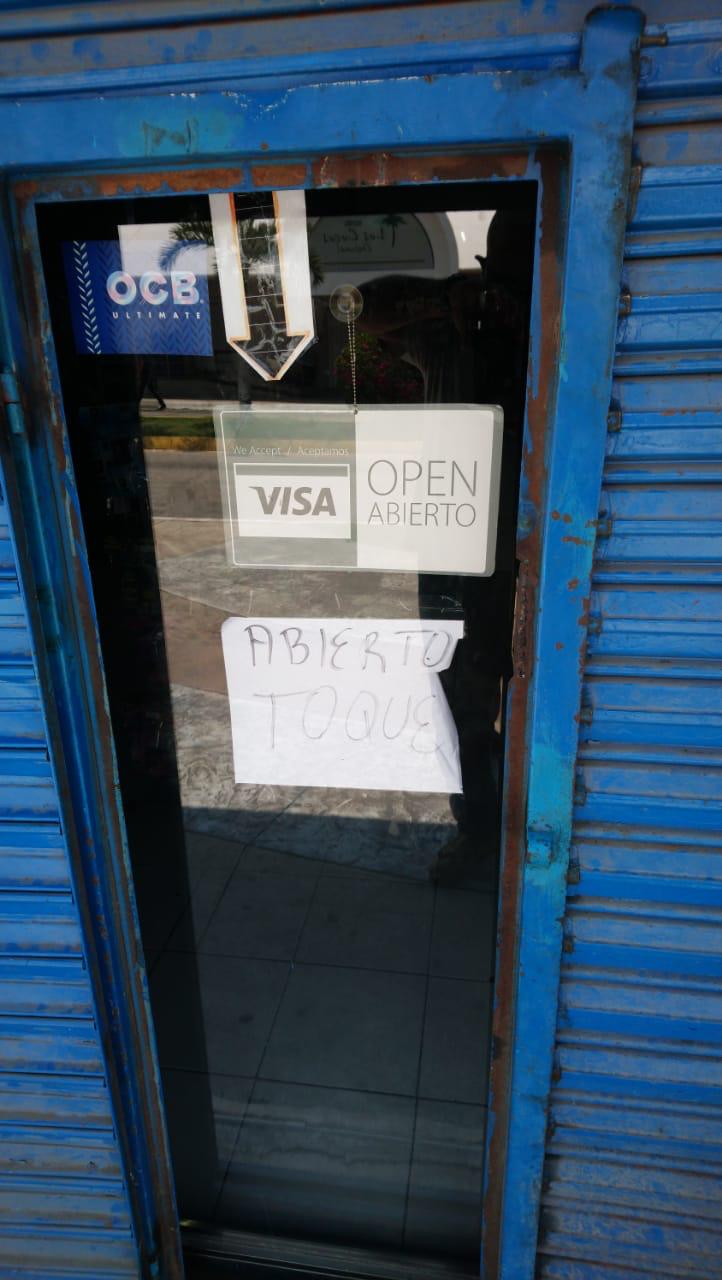 OCB
ULTIMATE
We Accept / Aceptamos
VISA
OPEN
ABIERTO
ABIERTO
TOQUE